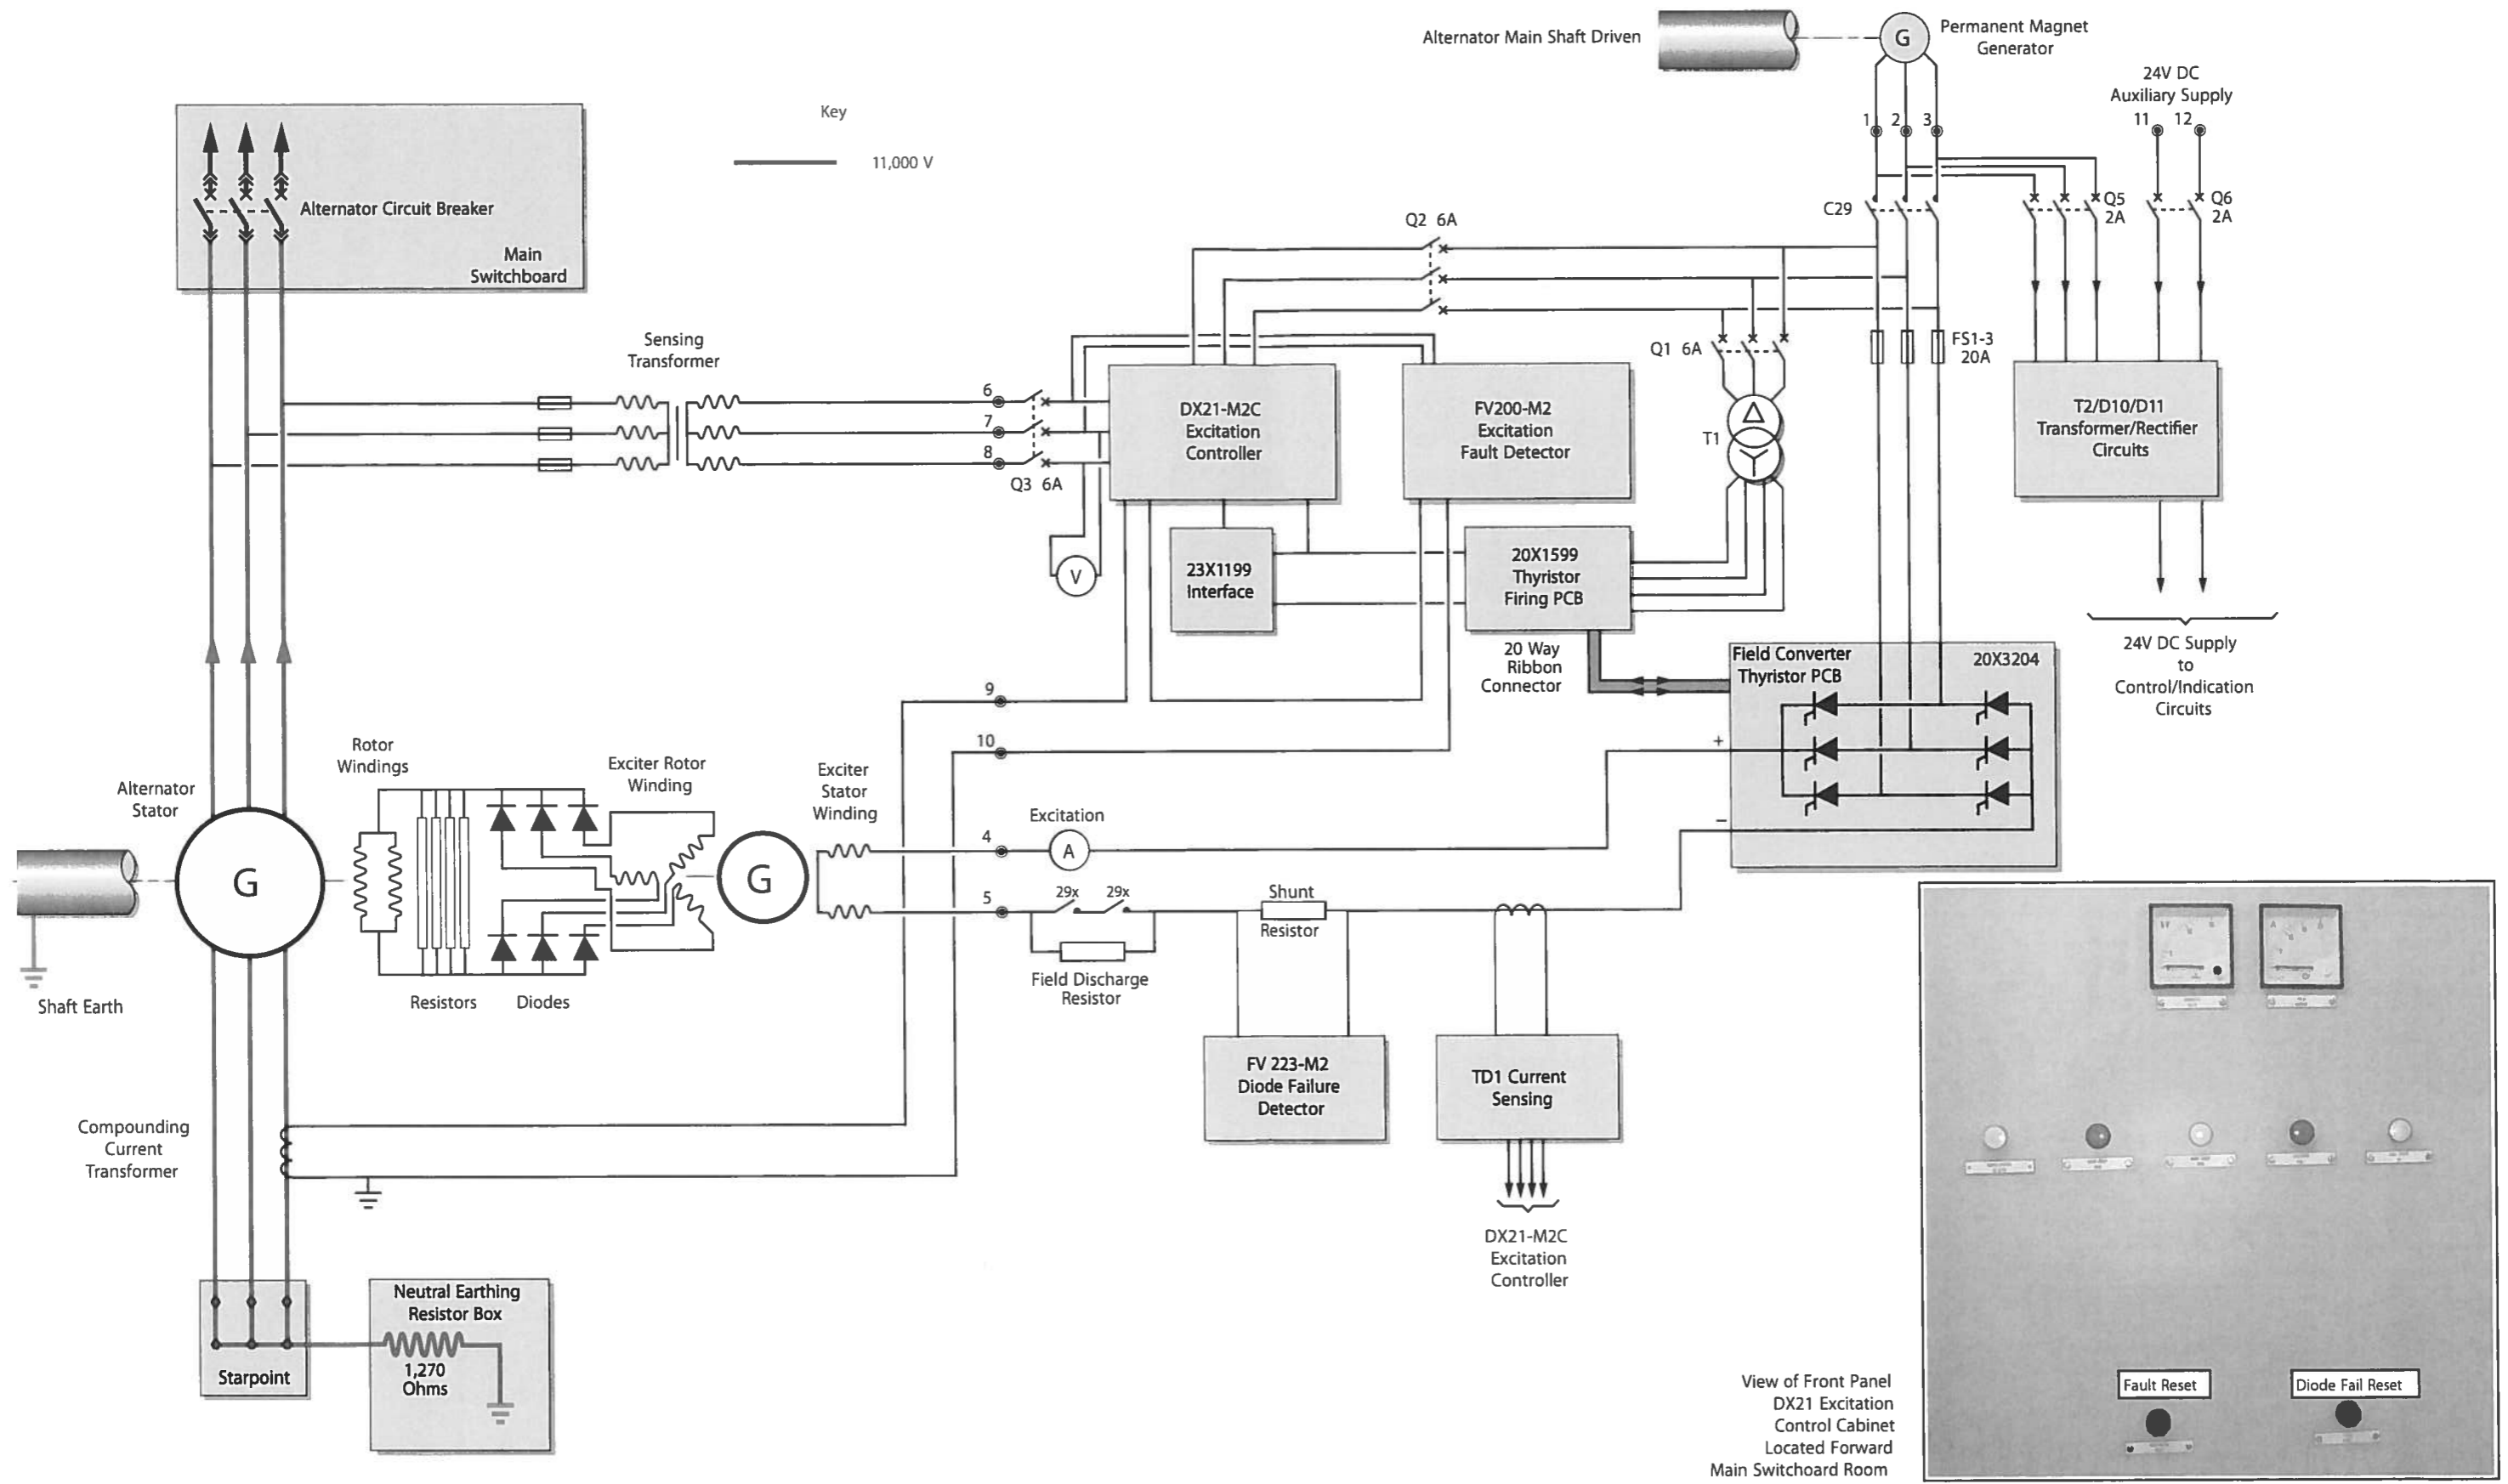 Alternator Main Shaft Driven
G
Permanent Magnet
Generator
24V DC
Auxiliary Supply
1
2
3
11
12
Key
11,000 V
Alternator Circuit Breaker
Main
Switchboard
C29
Q5
2A
Q6
2A
Q2 6A
Sensing
Transformer
Q1 6A
FS1-3
20A
6
7
8
Q3 6A
DX21-M2C
Excitation
Controller
FV200-M2
Excitation
Fault Detector
T1
T2/D10/D11
Transformer/Rectifier
Circuits
V
23X1199
Interface
20X1599
Thyristor
Firing PCB
20 Way
Ribbon
Connector
24V DC Supply
to
Control/Indication
Circuits
Field Converter
Thyristor PCB
20X3204
+
−
9
10
Rotor
Windings
Exciter Rotor
Winding
Exciter
Stator
Winding
Alternator
Stator
G
G
Excitation
4
A
5
29x
29x
Shunt
Resistor
Field Discharge
Resistor
Shaft Earth
Resistors
Diodes
FV 223-M2
Diode Failure
Detector
TD1 Current
Sensing
DX21-M2C
Excitation
Controller
Compounding
Current
Transformer
Starpoint
Neutral Earthing
Resistor Box
1,270
Ohms
Fault Reset
Diode Fail Reset
View of Front Panel
DX21 Excitation
Control Cabinet
Located Forward
Main Switchoard Room